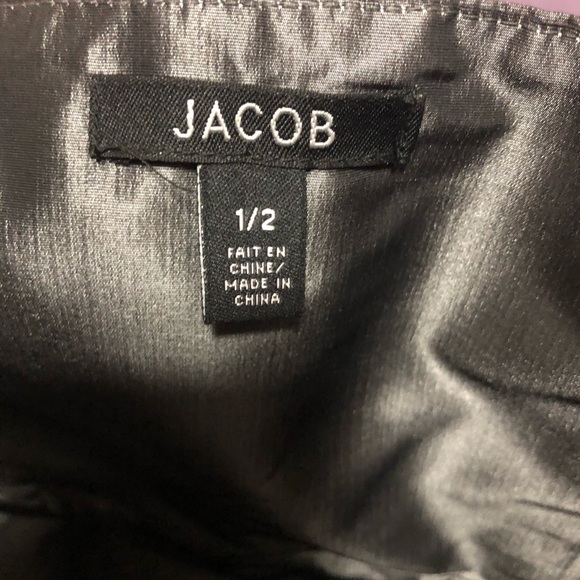 JACOB
1/2
FAIT EN
CHINE/
MADE IN
CHINA